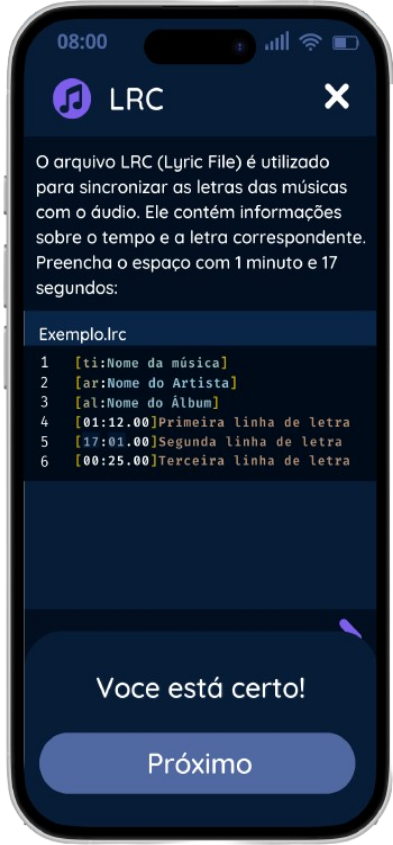 08:00
LRC
O arquivo LRC (Lyric File) é utilizado
para sincronizar as letras das músicas
com o áudio. Ele contém informações
sobre o tempo e a letra correspondente.
Preencha o espaço com 1 minuto e 17
segundos:
Exemplo.lrc
1 [ti:Nome da música]
2 [ar:Nome do Artista]
3 [al:Nome do Álbum]
4 [01:12.00]Primeira linha de letra
5 [17:01.00]Segunda linha de letra
6 [00:25.00]Terceira linha de letra
Voce está certo!
Próximo